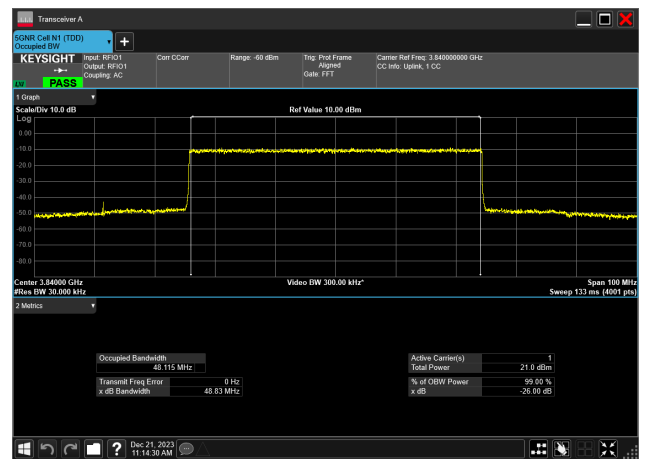 Transceiver A
5GNR Cell N1 (TDD)
Occupied BW
KEYSIGHT
PASS
Input: RFIO1
Output: RFIO1
Coupling: AC
Corr CCorr
Range: -60 dBm
Trig: Prot Frame
Aligned
Gate: FFT
Carrier Ref Freq: 3.840000000 GHz
CC Info: Uplink, 1 CC
1 Graph
Scale/Div 10.0 dB
Ref Value 10.00 dBm
Log
0.00
-10.0
-20.0
-30.0
-40.0
-50.0
-60.0
-70.0
-80.0
Center 3.84000 GHz
Video BW 300.00 kHz*
Span 100 MHz
#Res BW 30.000 kHz
Sweep 133 ms (4001 pts)
2 Metrics
Occupied Bandwidth
48.115 MHz
Transmit Freq Error 0 Hz
x dB Bandwidth 48.83 MHz
Active Carrier(s) 1
Total Power 21.0 dBm
% of OBW Power 99.00 %
x dB -26.00 dB
Dec 21, 2023
11:14:30 AM